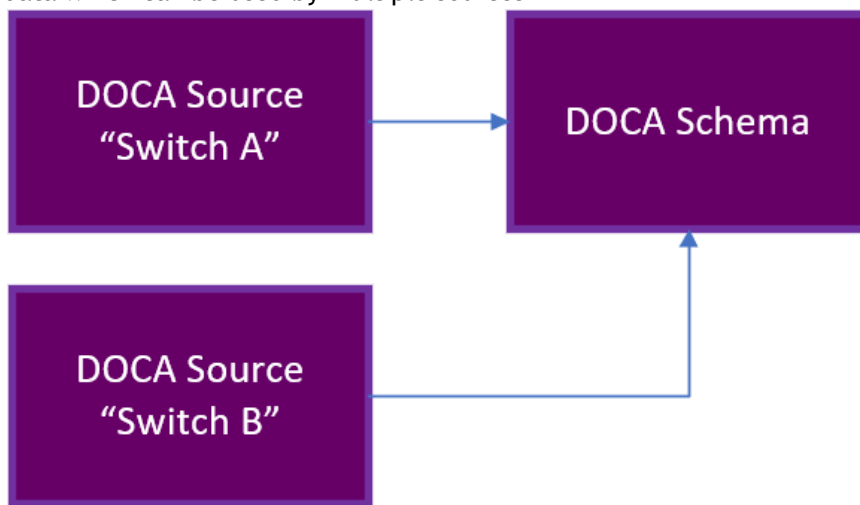 DOCA Source
“Switch A”
DOCA Schema
DOCA Source
“Switch B”